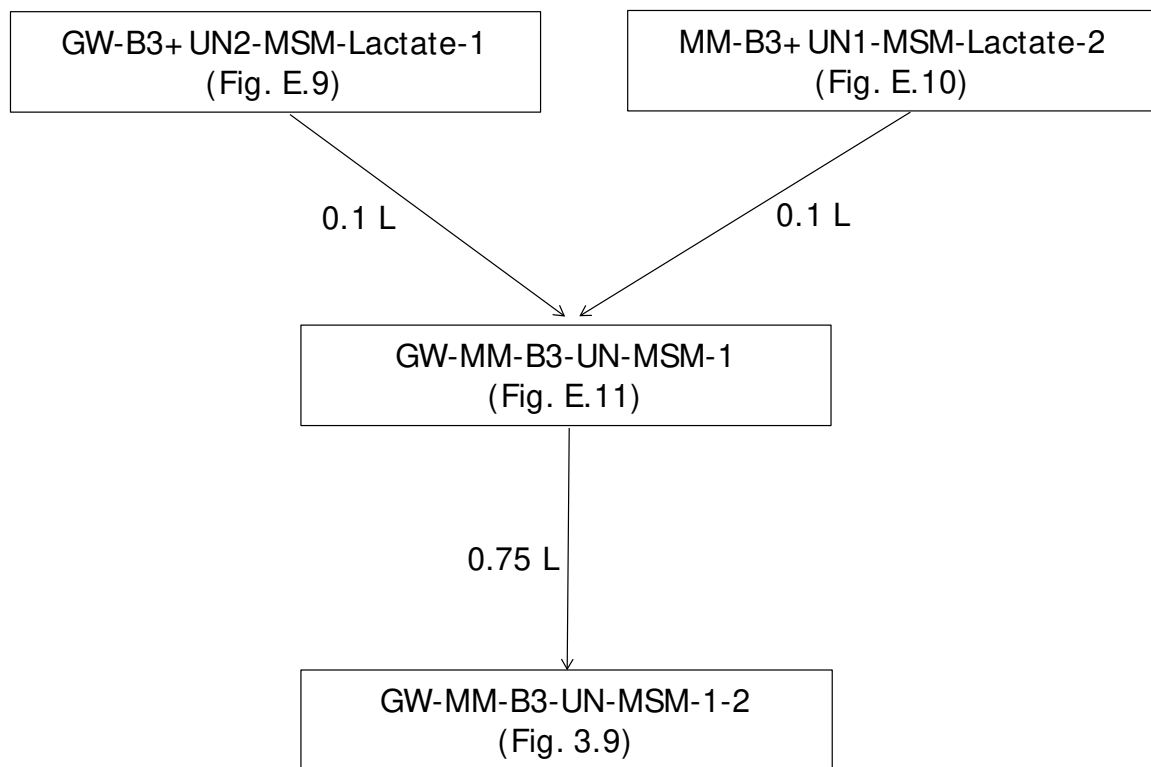 GW-B3+UN2-MSM-Lactate-1
(Fig. E.9)
MM-B3+UN1-MSM-Lactate-2
(Fig. E.10)
0.1 L
0.1 L
GW-MM-B3-UN-MSM-1
(Fig. E.11)
0.75 L
GW-MM-B3-UN-MSM-1-2
(Fig. 3.9)